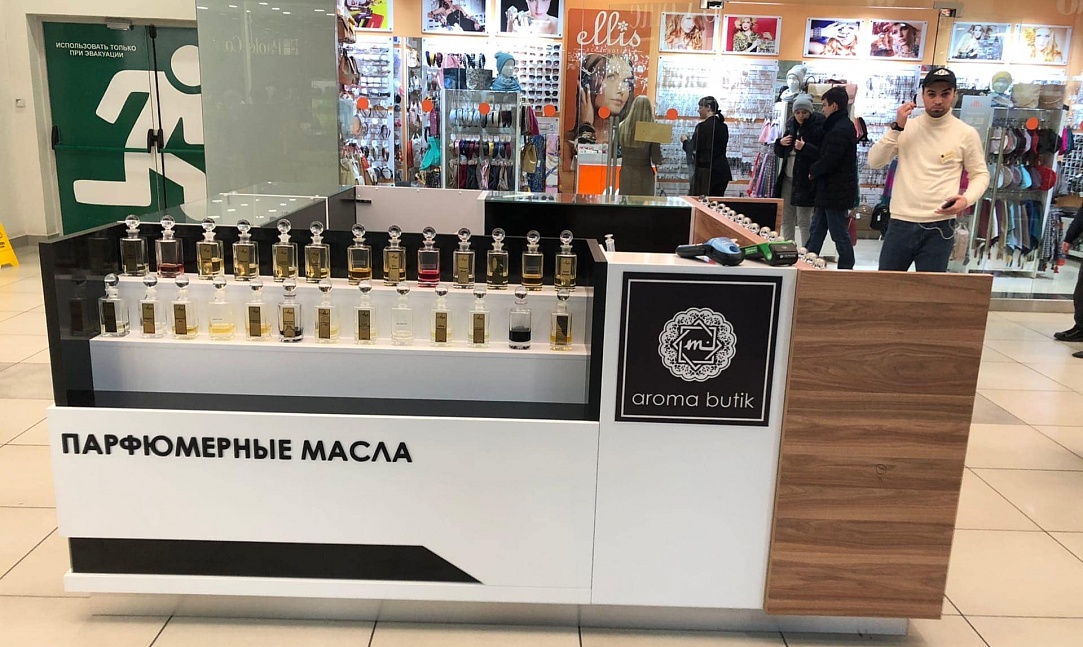 ИСПОЛЬЗОВАТЬ ТОЛЬКО
ПРИ ЭВАКУАЦИИ
ellis
m
aroma butik
ПАРФЮМЕРНЫЕ МАСЛА